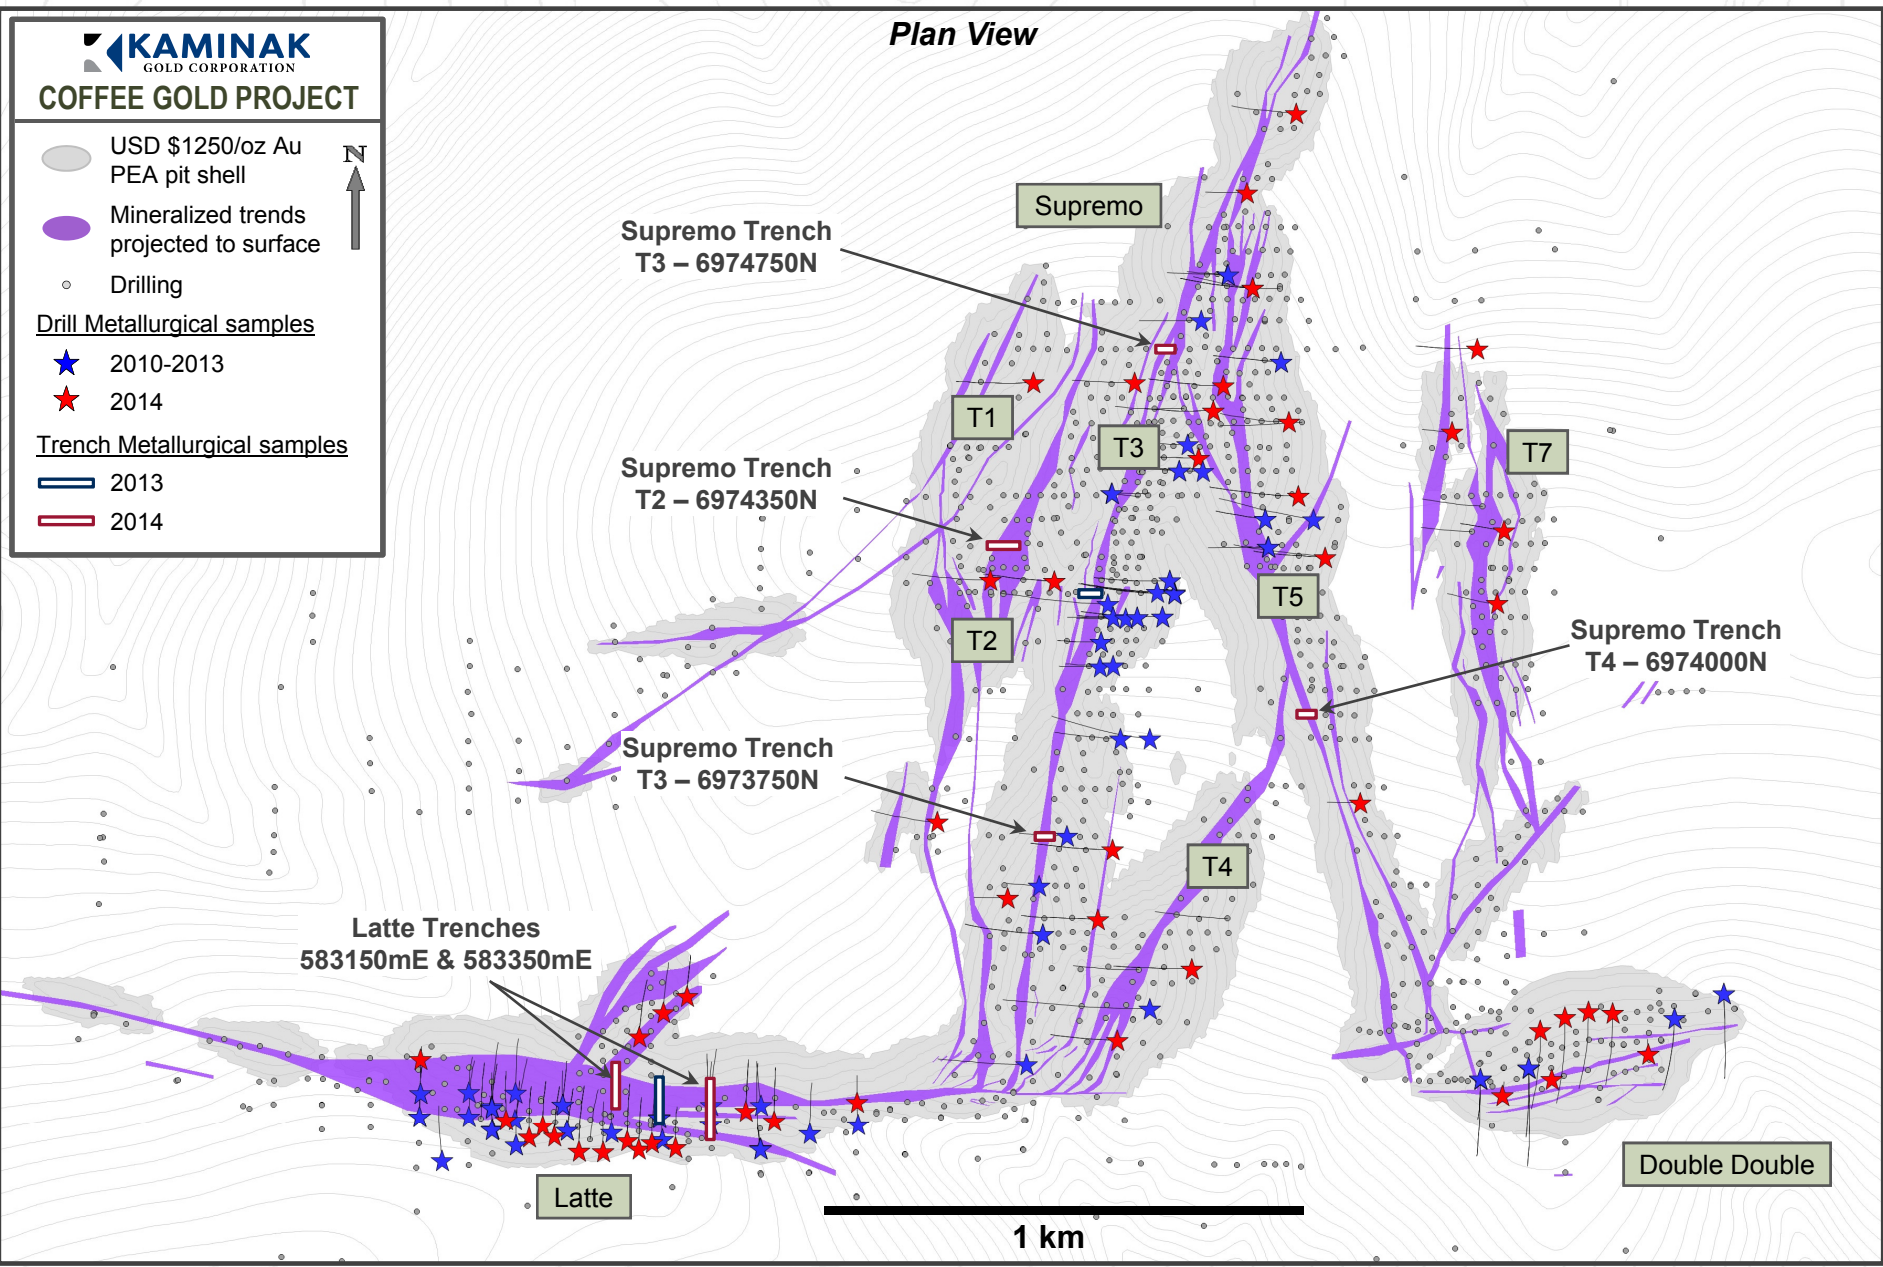 Plan View
KAMINAK
GOLD CORPORATION
COFFEE GOLD PROJECT
USD $1250/oz Au
PEA pit shell
N
Mineralized trends
projected to surface
Drilling
Drill Metallurgical samples
2010-2013
2014
Trench Metallurgical samples
2013
2014
Supremo
Supremo Trench
T3 – 6974750N
T1
T3
T7
Supremo Trench
T2 – 6974350N
T5
T2
Supremo Trench
T4 – 6974000N
Supremo Trench
T3 – 6973750N
T4
Latte Trenches
583150mE & 583350mE
Double Double
Latte
1 km